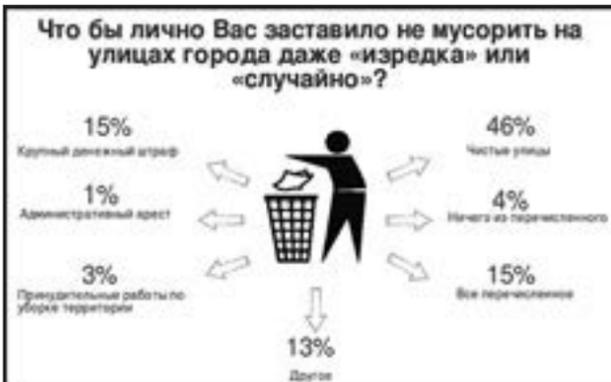 Что бы лично Вас заставило не мусорить на
улицах города даже «изредка» или
«случайно»?
15%
Крупный денежный штраф
46%
Чистые улицы
1%
Административный арест
4%
Ничего из перечисленного
3%
Принудительные работы по
уборке территории
15%
Все перечисленное
13%
Другое